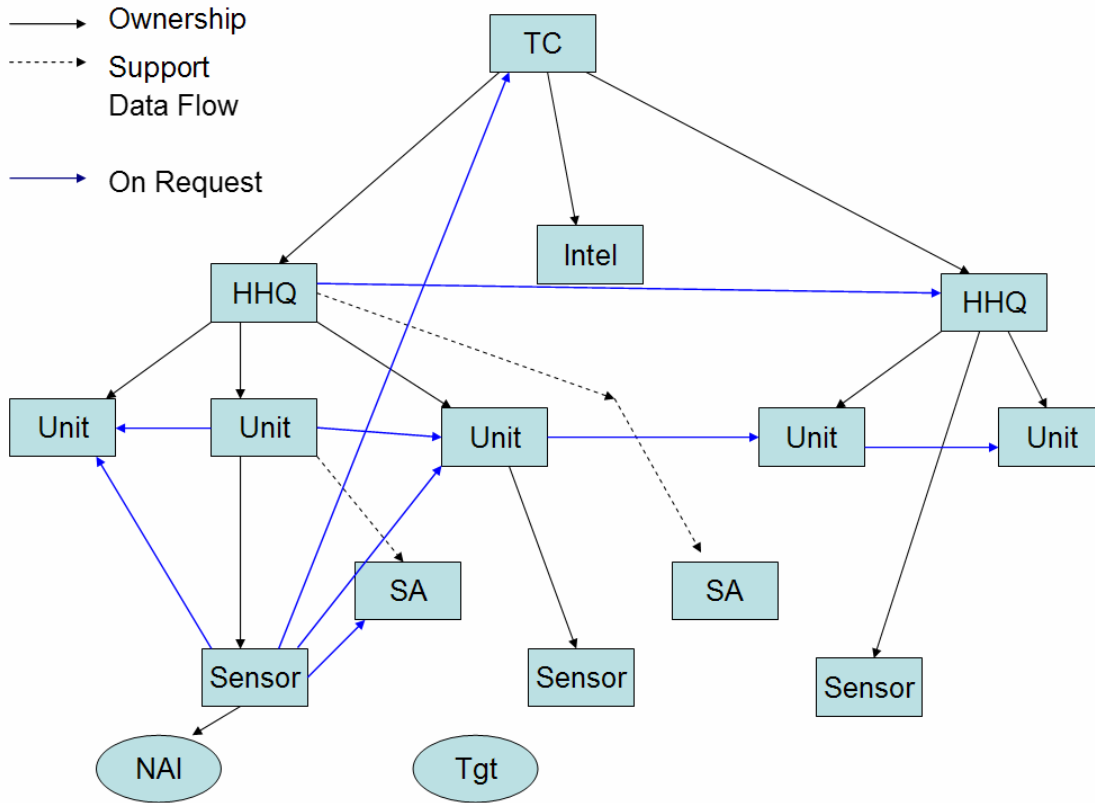 Ownership
Support
Data Flow
On Request
TC
Intel
HHQ
HHQ
Unit
Unit
Unit
Unit
Unit
SA
SA
Sensor
Sensor
Sensor
NAI
Tgt